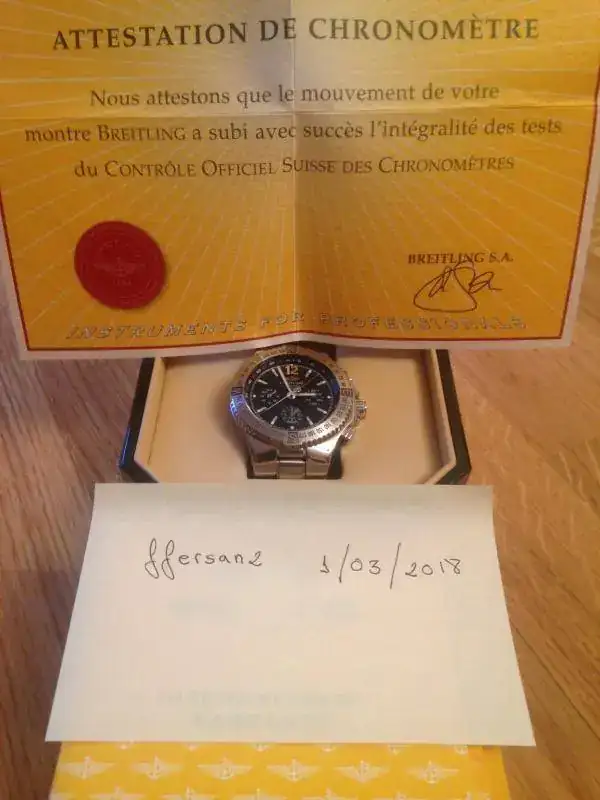 ATTESTATION DE CHRONOMÈTRE
Nous attestons que le mouvement de votre
montre BREITLING a subi avec succès l'intégralité des tests
du CONTRÔLE OFFICIEL SUISSE DES CHRONOMÈTRES
BREITLING S.A.
INSTRUMENTS FOR PROFESSIONALS
12
ffersan2 1/03/2018